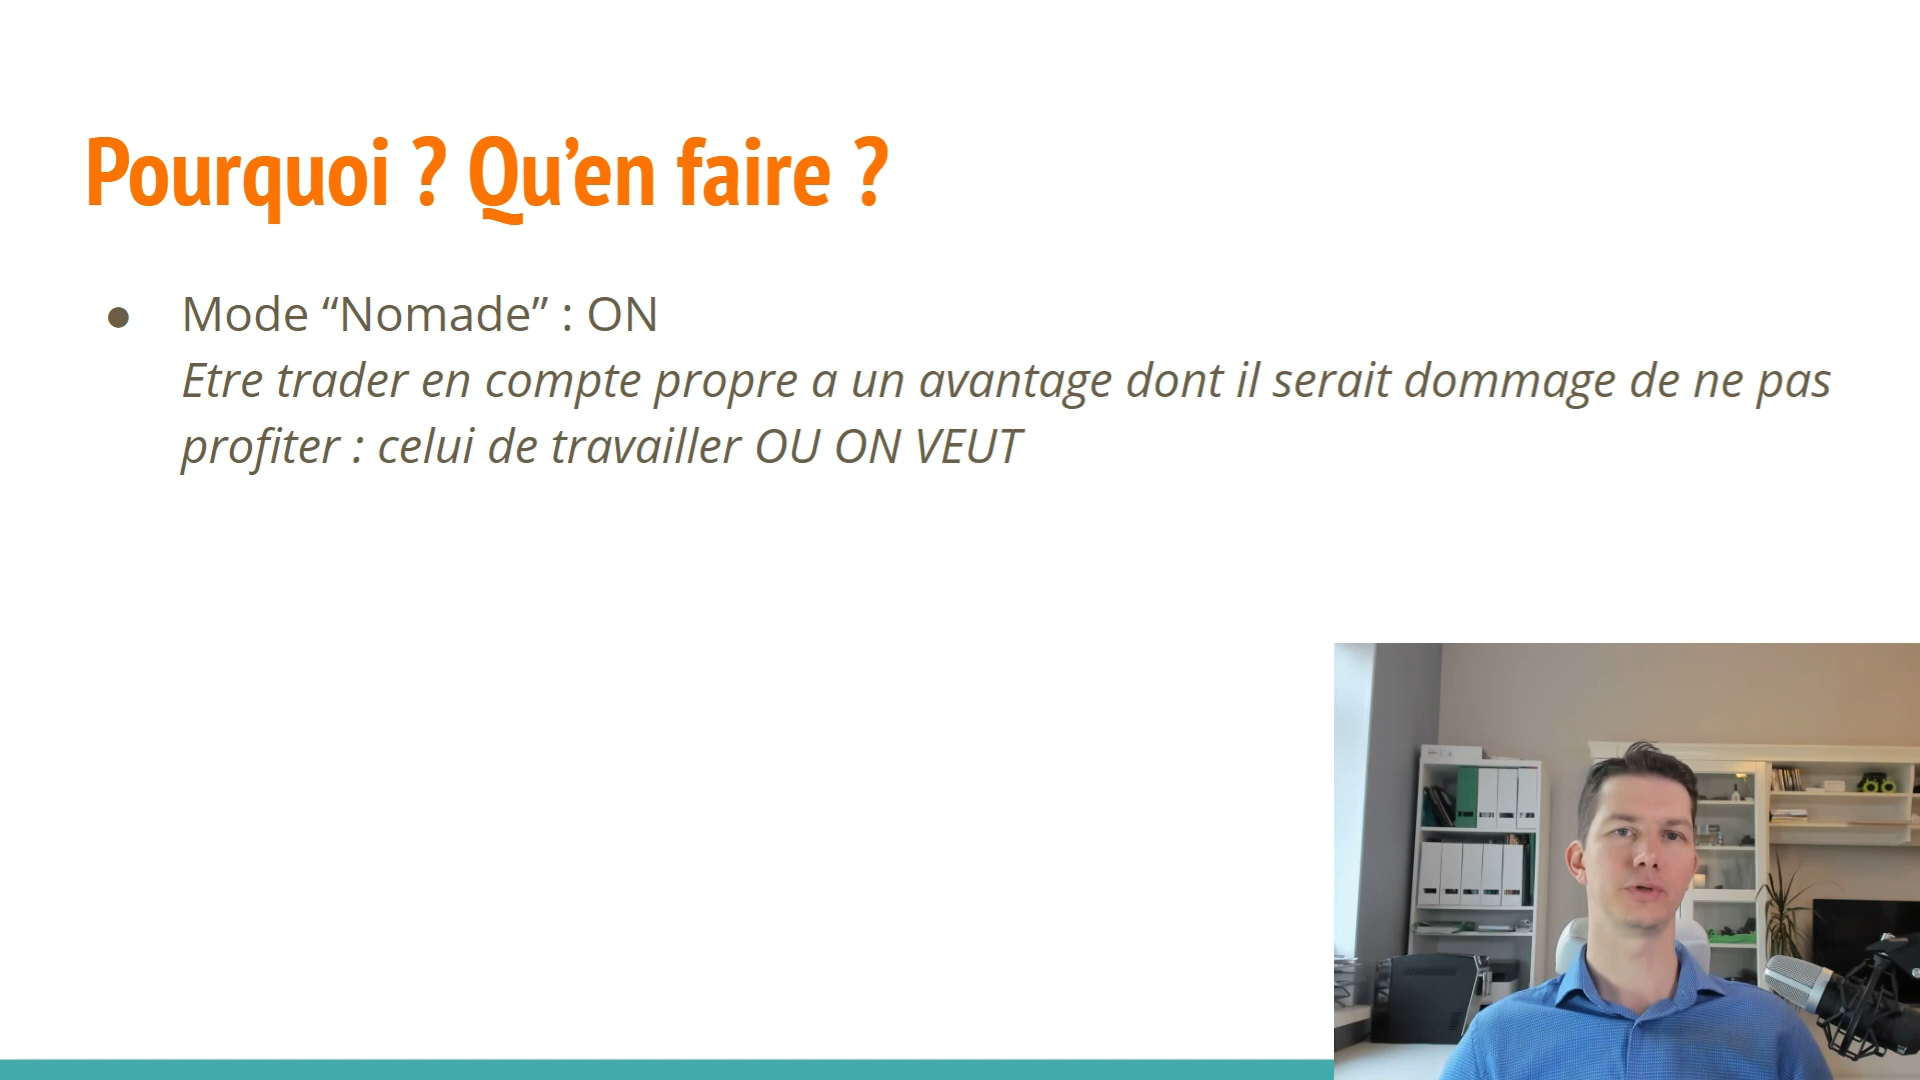 Pourquoi ? Qu’en faire ?
● Mode “Nomade” : ON
Etre trader en compte propre a un avantage dont il serait dommage de ne pas
profiter : celui de travailler OU ON VEUT